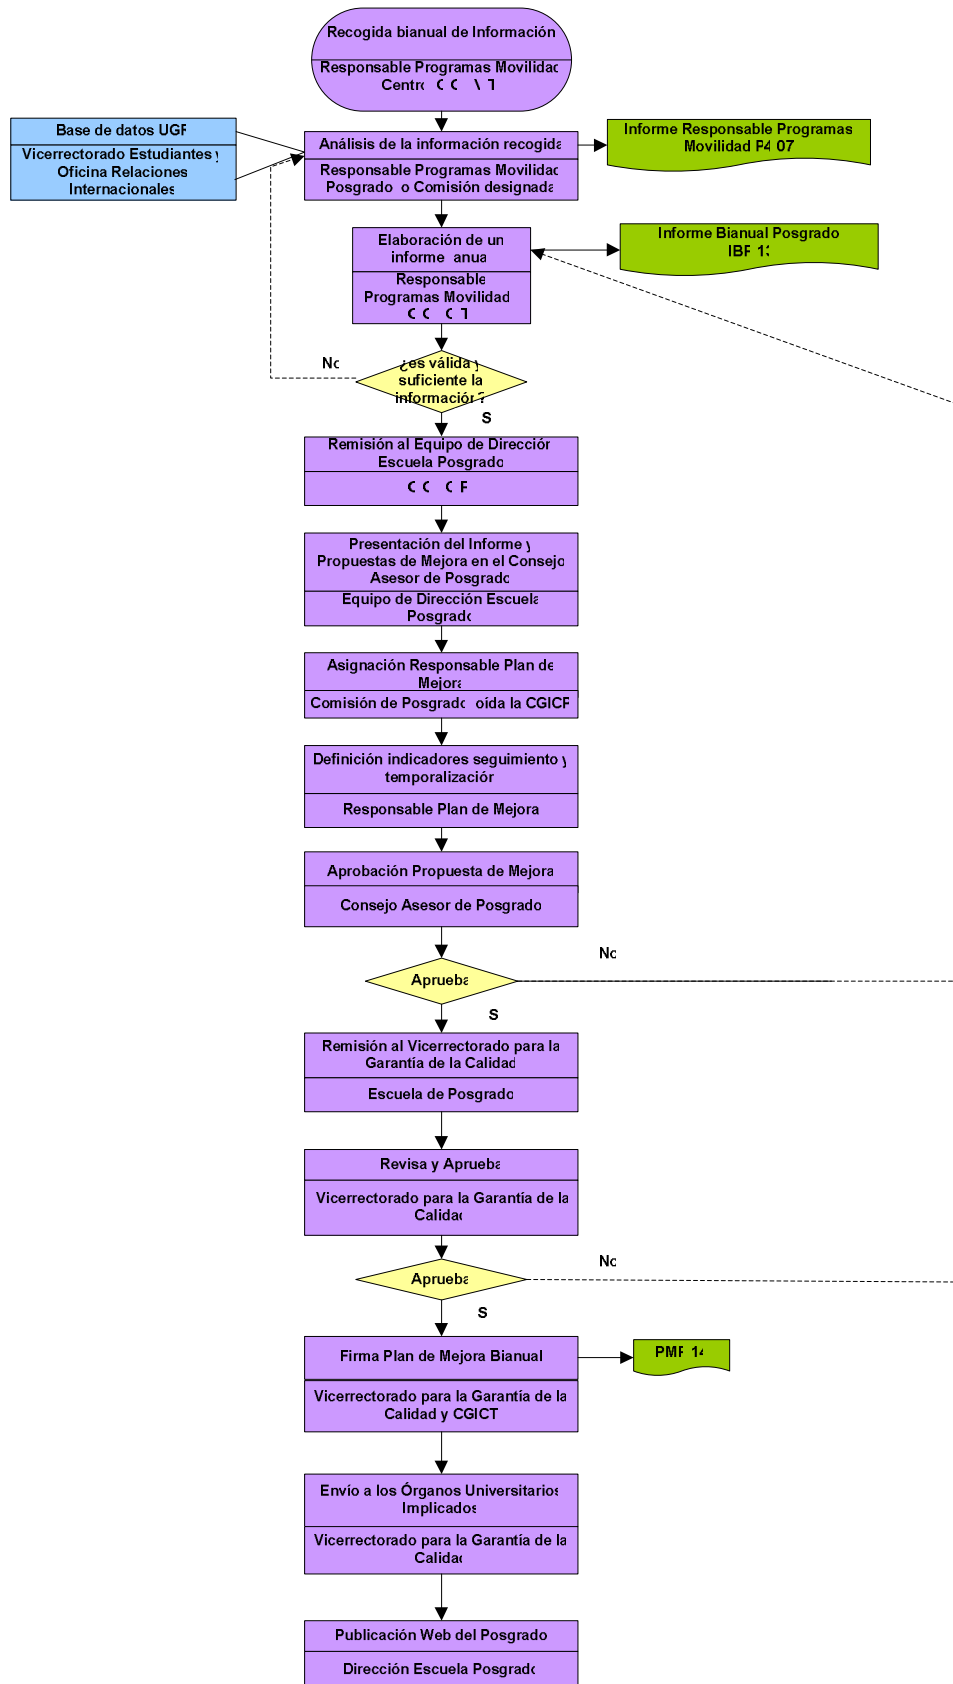 Recogida bianual de Información
Responsable Programas Movilidad
Centro
Base de datos UGR
Vicerrectorado Estudiantes y
Oficina Relaciones
Internacionales
Análisis de la información recogida
Responsable Programas Movilidad
Posgrado o Comisión designada
Informe Responsable Programas
Movilidad P4 07
Elaboración de un
informe anual
Responsable
Programas Movilidad
Informe Bianual Posgrado
IBP 13
No
¿es válida y
suficiente la
información?
S
Remisión al Equipo de Dirección
Escuela Posgrado
Presentación del Informe y
Propuestas de Mejora en el Consejo
Asesor de Posgrado
Equipo de Dirección Escuela
Posgrado
Asignación Responsable Plan de
Mejora
Comisión de Posgrado oída la CGICP
Definición indicadores seguimiento y
temporalización
Responsable Plan de Mejora
Aprobación Propuesta de Mejora
Consejo Asesor de Posgrado
No
Aprueba
S
Remisión al Vicerrectorado para la
Garantía de la Calidad
Escuela de Posgrado
Revisa y Aprueba
Vicerrectorado para la Garantía de la
Calidad
No
Aprueba
S
Firma Plan de Mejora Bianual
PMP 14
Vicerrectorado para la Garantía de la
Calidad y CGICT
Envío a los Órganos Universitarios
Implicados
Vicerrectorado para la Garantía de la
Calidad
Publicación Web del Posgrado
Dirección Escuela Posgrado